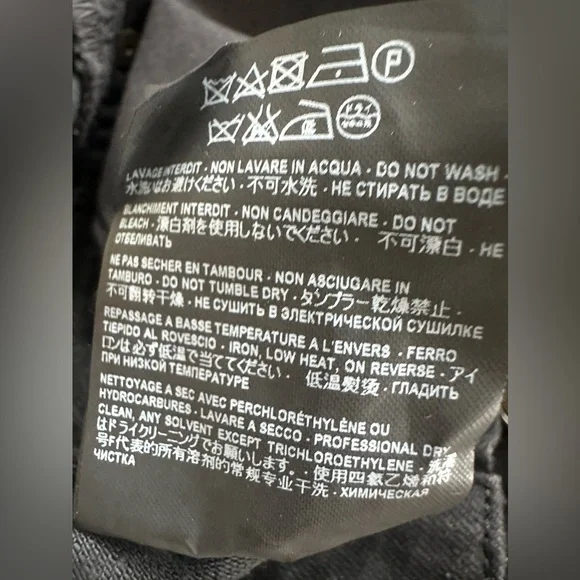 P
ドライ
低
LAVAGE INTERDIT - NON LAVARE IN ACQUA - DO NOT WASH
水洗いはお避けください - 不可水洗 - НЕ СТИРАТЬ В ВОДЕ
BLANCHIMENT INTERDIT - NON CANDEGGIARE - DO NOT
BLEACH - 漂白剤を使用しないでください - 不可漂白 - НЕ
ОТБЕЛИВАТЬ
NE PAS SECHER EN TAMBOUR - NON ASCIUGARE IN
TAMBURO - DO NOT TUMBLE DRY - タンブラー乾燥禁止 -
不可翻转干燥 - НЕ СУШИТЬ В ЭЛЕКТРИЧЕСКОЙ СУШИЛКЕ
REPASSAGE A BASSE TEMPERATURE A L'ENVERS - FERRO
TIEPIDO AL ROVESCIO - IRON, LOW HEAT, ON REVERSE - アイ
ロンは必ず低温で当ててください - 低温熨烫 - ГЛАДИТЬ
ПРИ НИЗКОЙ ТЕМПЕРАТУРЕ
NETTOYAGE A SEC AVEC PERCHLORÉTHYLÈNE OU
HYDROCARBURES - LAVARE A SECCO - PROFESSIONAL DRY
CLEAN, ANY SOLVENT EXCEPT TRICHLOROETHYLENE -
はドライクリーニングでお願いします。 - 使用四氯乙烯和符
号F代表的所有溶剂的常规专业干洗 - ХИМИЧЕСКАЯ
ЧИСТКА